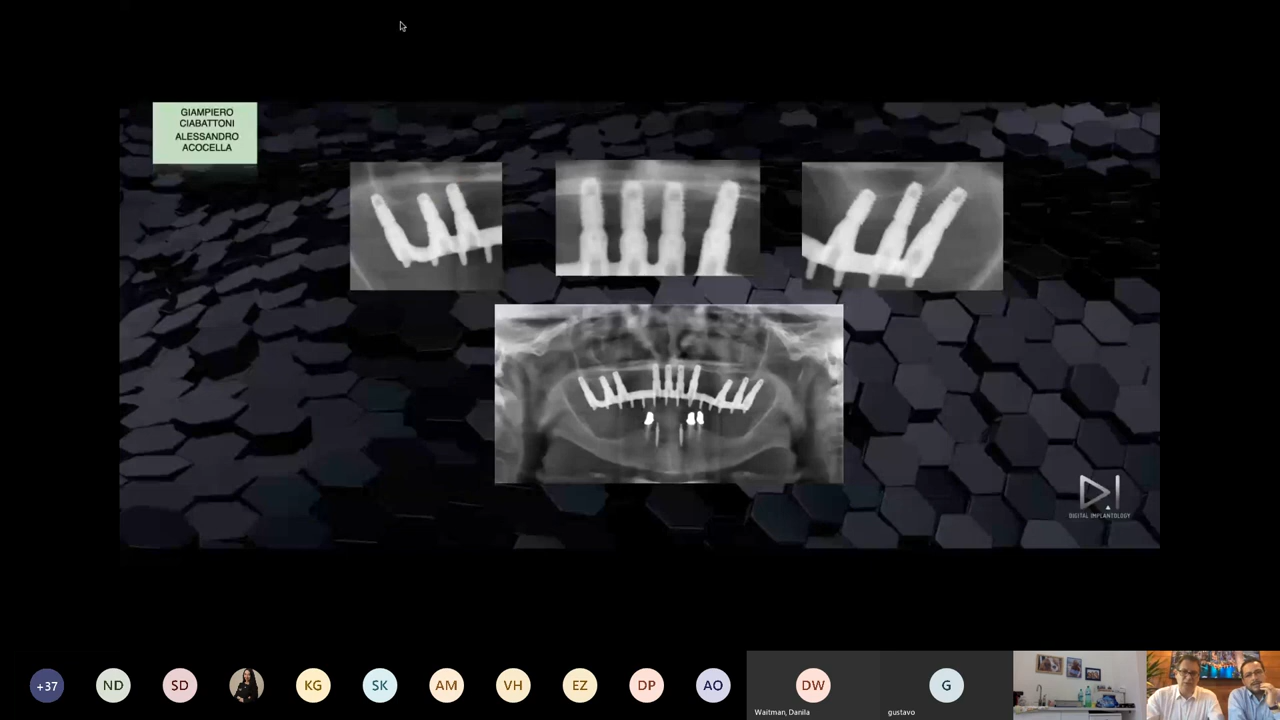 GIAMPIERO
CIABATTONI
ALESSANDRO
ACOCELLA
DIGITAL IMPLANTOLOGY
+37
ND
SD
KG
SK
AM
VH
EZ
DP
AO
DW
G
Waitman, Danila
gustavo